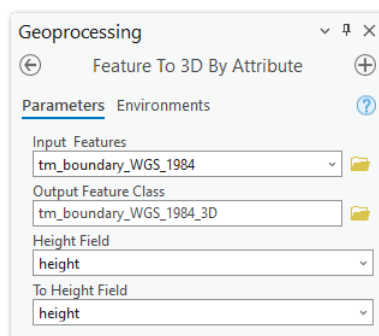 Geoprocessing
Feature To 3D By Attribute
Parameters Environments
Input Features
tm_boundary_WGS_1984
Output Feature Class
tm_boundary_WGS_1984_3D
Height Field
height
To Height Field
height